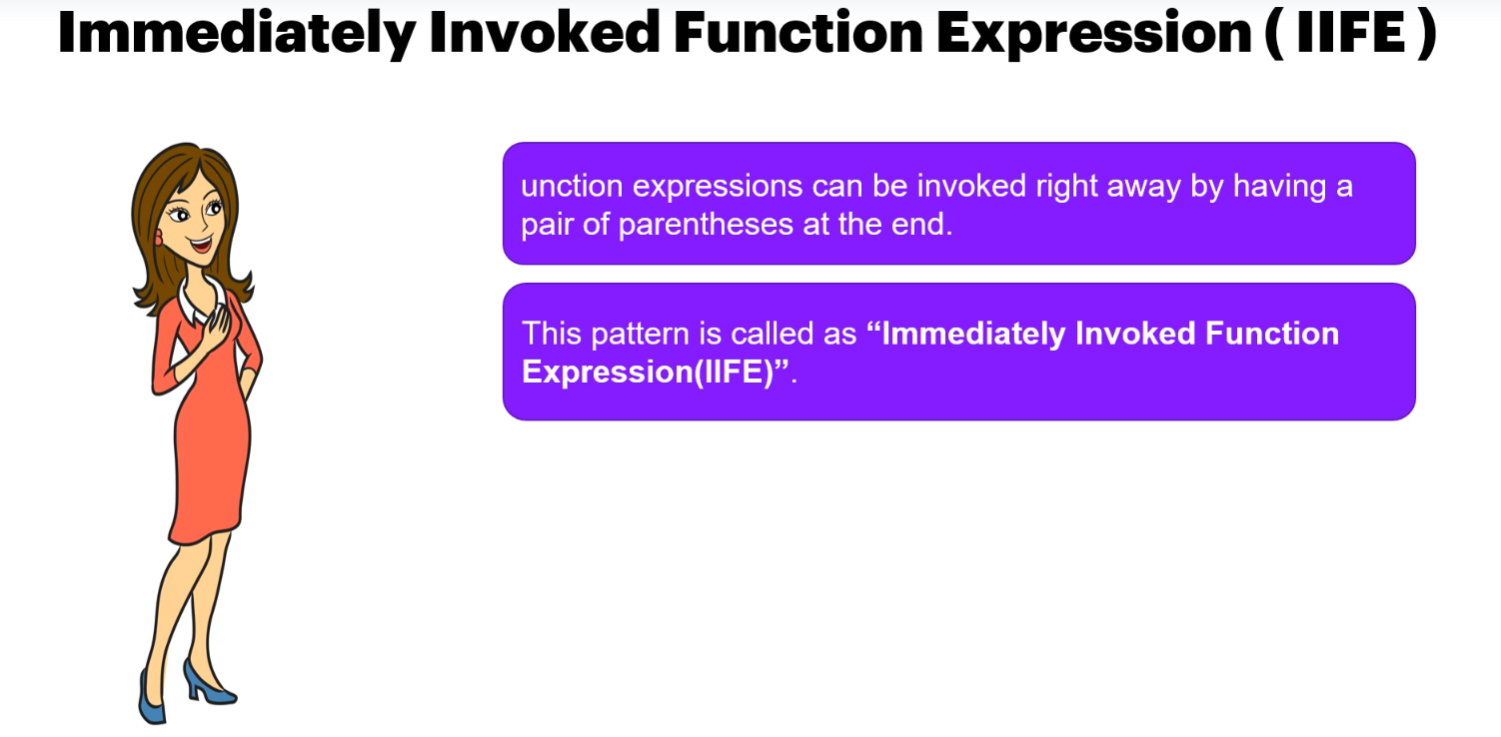 Immediately Invoked Function Expression ( IIFE )
unction expressions can be invoked right away by having a
pair of parentheses at the end.
This pattern is called as “Immediately Invoked Function
Expression(IIFE)”.